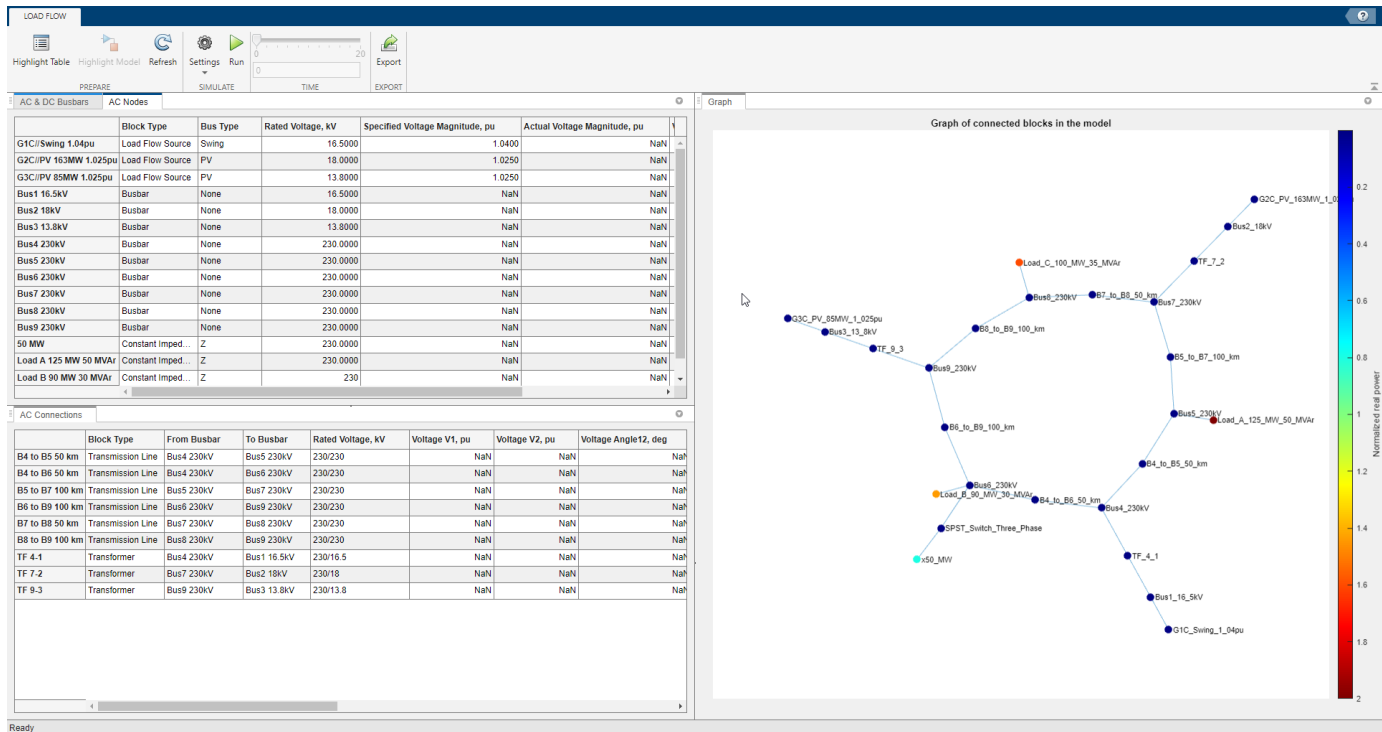 LOAD FLOW
?
Highlight Table Highlight Model Refresh Settings Run 0 20 Export
0
PREPARE SIMULATE TIME EXPORT
AC & DC Busbars AC Nodes
Block Type Bus Type Rated Voltage, kV Specified Voltage Magnitude, pu Actual Voltage Magnitude, pu
G1C//Swing 1.04pu Load Flow Source Swing 16.5000 1.0400 NaN
G2C//PV 163MW 1.025pu Load Flow Source PV 18.0000 1.0250 NaN
G3C//PV 85MW 1.025pu Load Flow Source PV 13.8000 1.0250 NaN
Bus1 16.5kV Busbar None 16.5000 NaN NaN
Bus2 18kV Busbar None 18.0000 NaN NaN
Bus3 13.8kV Busbar None 13.8000 NaN NaN
Bus4 230kV Busbar None 230.0000 NaN NaN
Bus5 230kV Busbar None 230.0000 NaN NaN
Bus6 230kV Busbar None 230.0000 NaN NaN
Bus7 230kV Busbar None 230.0000 NaN NaN
Bus8 230kV Busbar None 230.0000 NaN NaN
Bus9 230kV Busbar None 230.0000 NaN NaN
50 MW Constant Imped... Z 230.0000 NaN NaN
Load A 125 MW 50 MVAr Constant Imped... Z 230.0000 NaN NaN
Load B 90 MW 30 MVAr Constant Imped... Z 230 NaN NaN
AC Connections
Block Type From Busbar To Busbar Rated Voltage, kV Voltage V1, pu Voltage V2, pu Voltage Angle12, deg
B4 to B5 50 km Transmission Line Bus4 230kV Bus5 230kV 230/230 NaN NaN NaN
B4 to B6 50 km Transmission Line Bus4 230kV Bus6 230kV 230/230 NaN NaN NaN
B5 to B7 100 km Transmission Line Bus5 230kV Bus7 230kV 230/230 NaN NaN NaN
B6 to B9 100 km Transmission Line Bus6 230kV Bus9 230kV 230/230 NaN NaN NaN
B7 to B8 50 km Transmission Line Bus7 230kV Bus8 230kV 230/230 NaN NaN NaN
B8 to B9 100 km Transmission Line Bus8 230kV Bus9 230kV 230/230 NaN NaN NaN
TF 4-1 Transformer Bus4 230kV Bus1 16.5kV 230/16.5 NaN NaN NaN
TF 7-2 Transformer Bus7 230kV Bus2 18kV 230/18 NaN NaN NaN
TF 9-3 Transformer Bus9 230kV Bus3 13.8kV 230/13.8 NaN NaN NaN
Graph
Graph of connected blocks in the model
G2C_PV_163MW_1_0
Bus2_18kV
Load_C_100_MW_35_MVAr
TF_7_2
Bus8_230kV
B7_to_B8_50_km
Bus7_230kV
G3C_PV_85MW_1_025pu
Bus3_13_8kV
B8_to_B9_100_km
TF_9_3
B5_to_B7_100_km
Bus9_230kV
Bus5_230kV
Load_A_125_MW_50_MVAr
B6_to_B9_100_km
B4_to_B5_50_km
Bus6_230kV
Load_B_90_MW_30_MVAr
B4_to_B6_50_km
Bus4_230kV
SPST_Switch_Three_Phase
x50_MW
TF_4_1
Bus1_16_5kV
G1C_Swing_1_04pu
0.2
0.4
0.6
0.8
1
1.2
1.4
1.6
1.8
2
Normalized real power
Ready